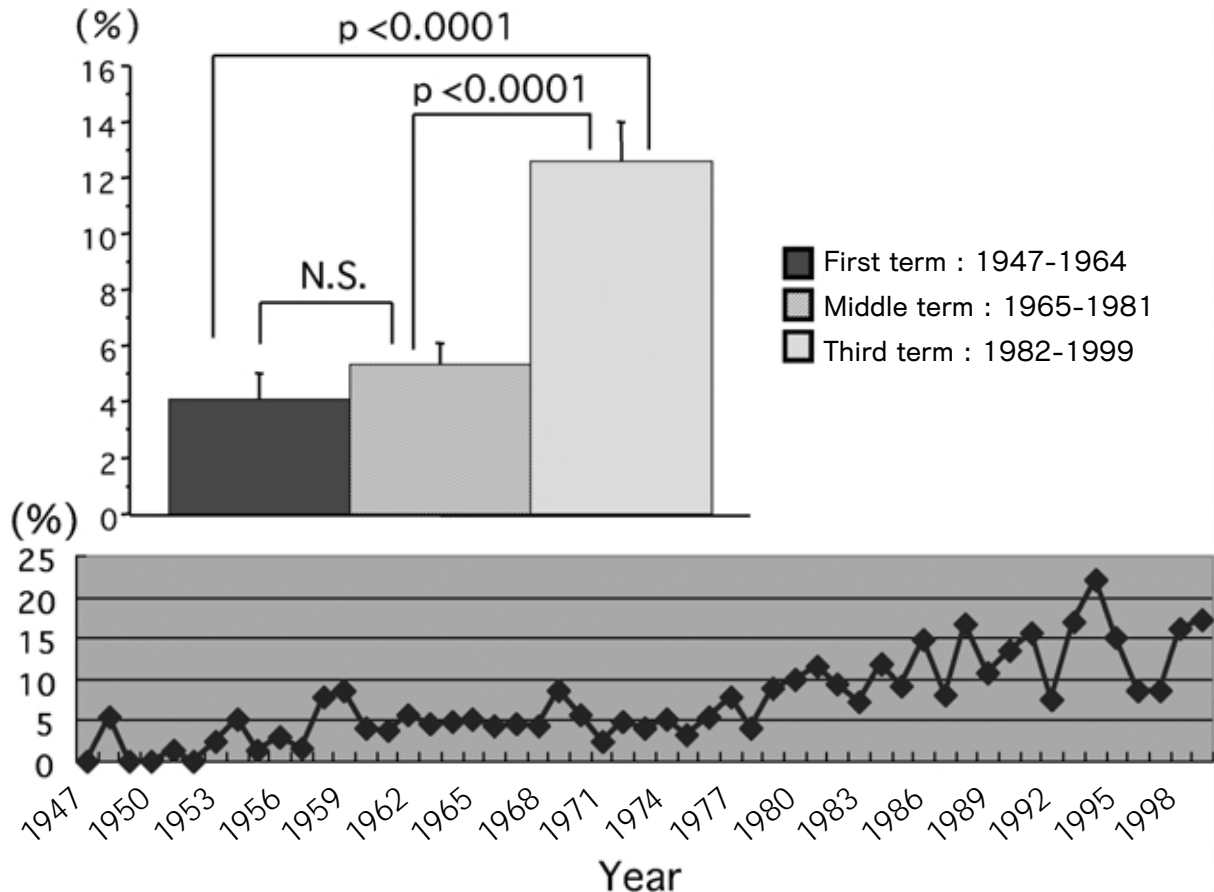 (%)
p <0.0001
16
p <0.0001
14
12
10
N.S.
8
6
4
2
0
First term : 1947-1964
Middle term : 1965-1981
Third term : 1982-1999
(%)
25
20
15
10
5
0
1947 1950 1953 1956 1959 1962 1965 1968 1971 1974 1977 1980 1983 1986 1989 1992 1995 1998
Year